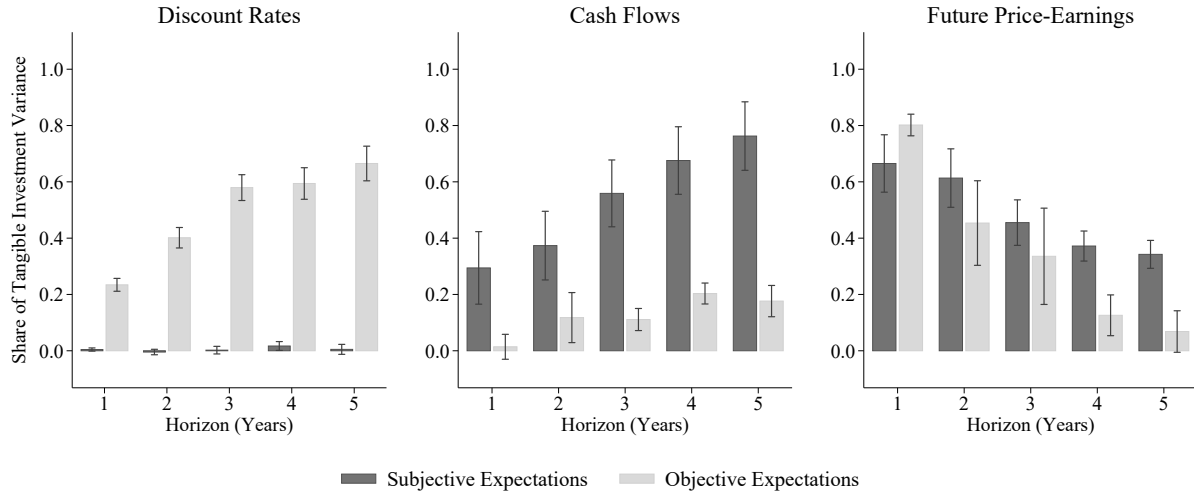 Discount Rates
Cash Flows
Future Price-Earnings
Share of Tangible Investment Variance
1.0
0.8
0.6
0.4
0.2
0.0
1 2 3 4 5
Horizon (Years)
1.0
0.8
0.6
0.4
0.2
0.0
1 2 3 4 5
Horizon (Years)
1.0
0.8
0.6
0.4
0.2
0.0
1 2 3 4 5
Horizon (Years)
Subjective Expectations
Objective Expectations